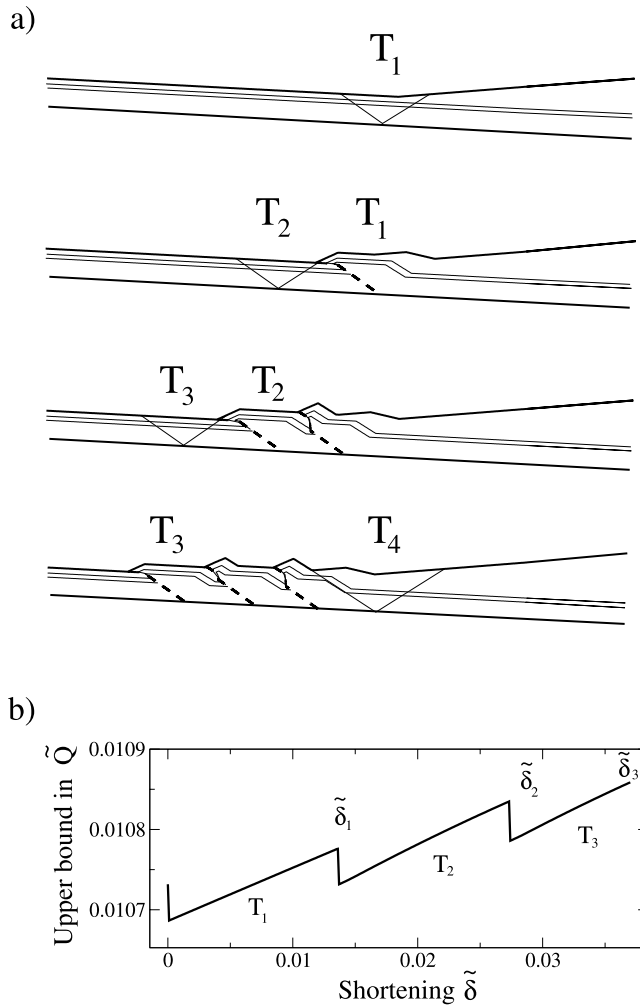 a)
T₁
T₂ T₁
T₃ T₂
T₃ T₄
b)
0.0109
0.0108
0.0107
Upper bound in Q̃
δ̃₁
δ̃₂
δ̃₃
T₁
T₂
T₃
0 0.01 0.02 0.03
Shortening δ̃